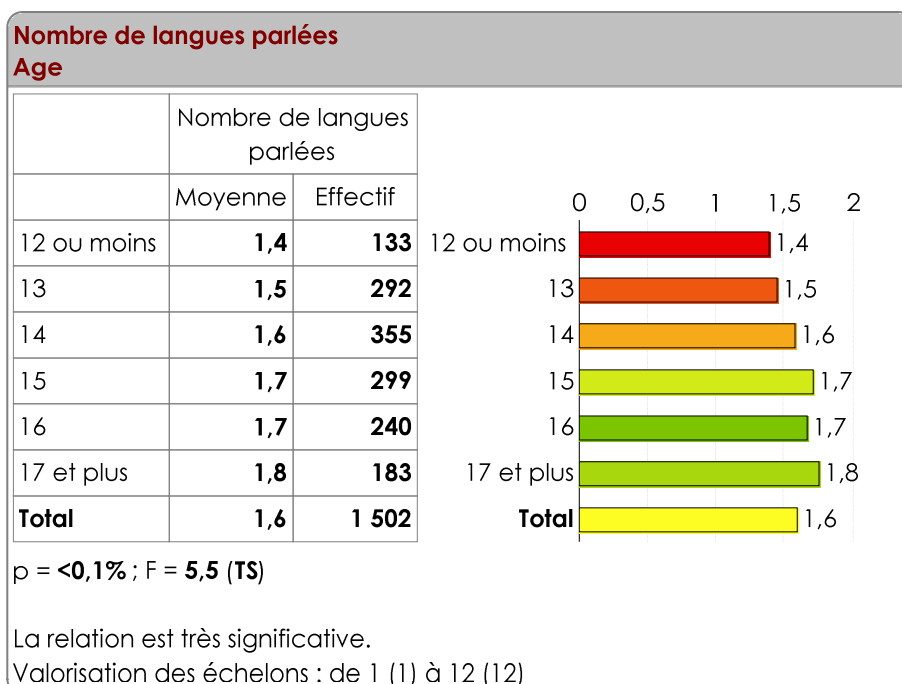 Nombre de langues parlées
Age
Nombre de langues
parlées
Moyenne Effectif
12 ou moins 1,4 133
13 1,5 292
14 1,6 355
15 1,7 299
16 1,7 240
17 et plus 1,8 183
Total 1,6 1 502
0 0,5 1 1,5 2
12 ou moins 1,4
13 1,5
14 1,6
15 1,7
16 1,7
17 et plus 1,8
Total 1,6
p = <0,1% ; F = 5,5 (TS)
La relation est très significative.
Valorisation des échelons : de 1 (1) à 12 (12)